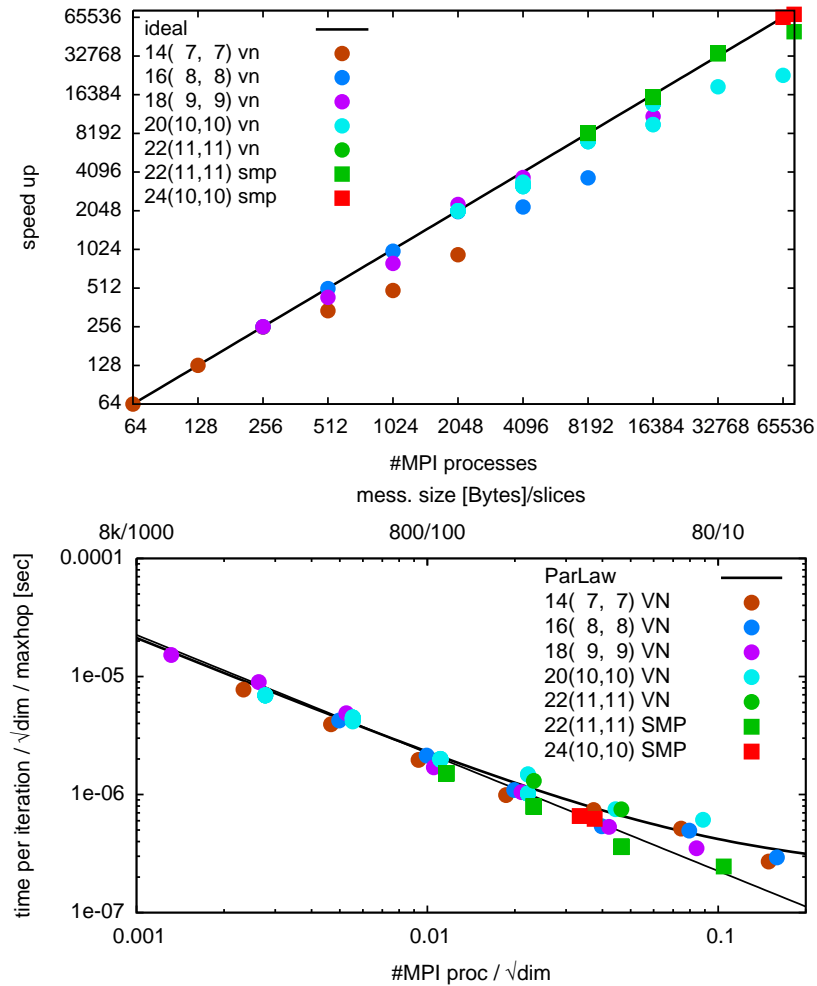 65536
32768
16384
8192
4096
2048
1024
512
256
128
64
speed up
ideal
14( 7, 7) vn
16( 8, 8) vn
18( 9, 9) vn
20(10,10) vn
22(11,11) vn
22(11,11) smp
24(10,10) smp
64 128 256 512 1024 2048 4096 8192 16384 32768 65536
#MPI processes
mess. size [Bytes]/slices
8k/1000 800/100 80/10
0.0001
1e-05
1e-06
1e-07
time per iteration / √dim / maxhop [sec]
ParLaw
14( 7, 7) VN
16( 8, 8) VN
18( 9, 9) VN
20(10,10) VN
22(11,11) VN
22(11,11) SMP
24(10,10) SMP
0.001 0.01 0.1
#MPI proc / √dim